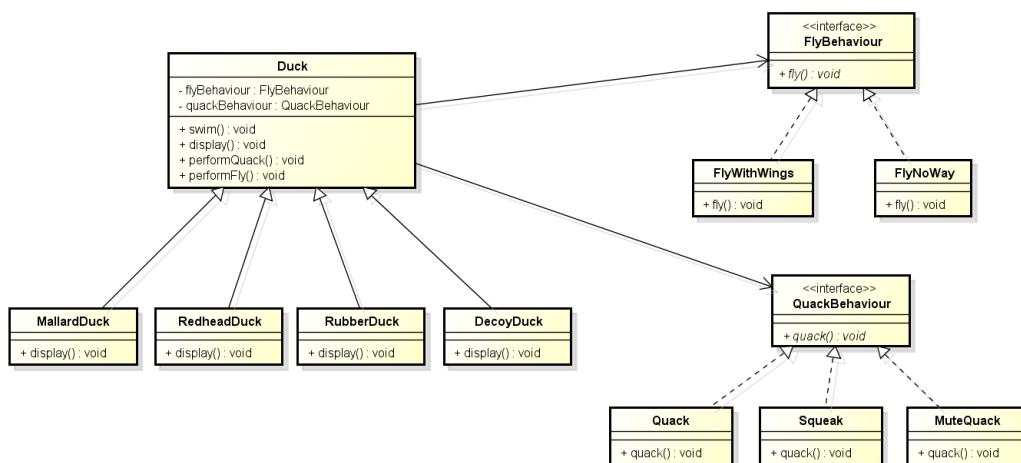 Duck
- flyBehaviour : FlyBehaviour
- quackBehaviour : QuackBehaviour
+ swim() : void
+ display() : void
+ performQuack() : void
+ performFly() : void
<<interface>>
FlyBehaviour
+ fly() : void
FlyWithWings
+ fly() : void
FlyNoWay
+ fly() : void
MallardDuck
+ display() : void
RedheadDuck
+ display() : void
RubberDuck
+ display() : void
DecoyDuck
+ display() : void
<<interface>>
QuackBehaviour
+ quack() : void
Quack
+ quack() : void
Squeak
+ quack() : void
MuteQuack
+ quack() : void